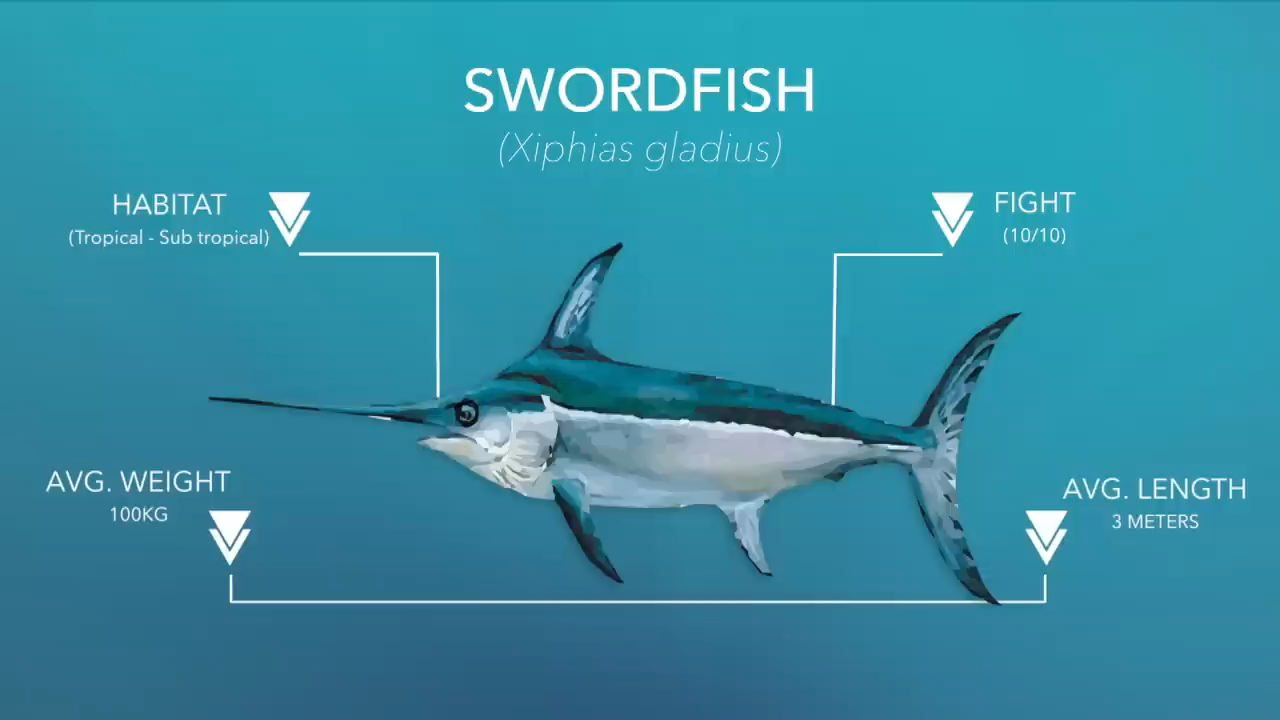 SWORDFISH
(Xiphias gladius)
HABITAT
(Tropical - Sub tropical)
FIGHT
(10/10)
AVG. WEIGHT
100KG
AVG. LENGTH
3 METERS